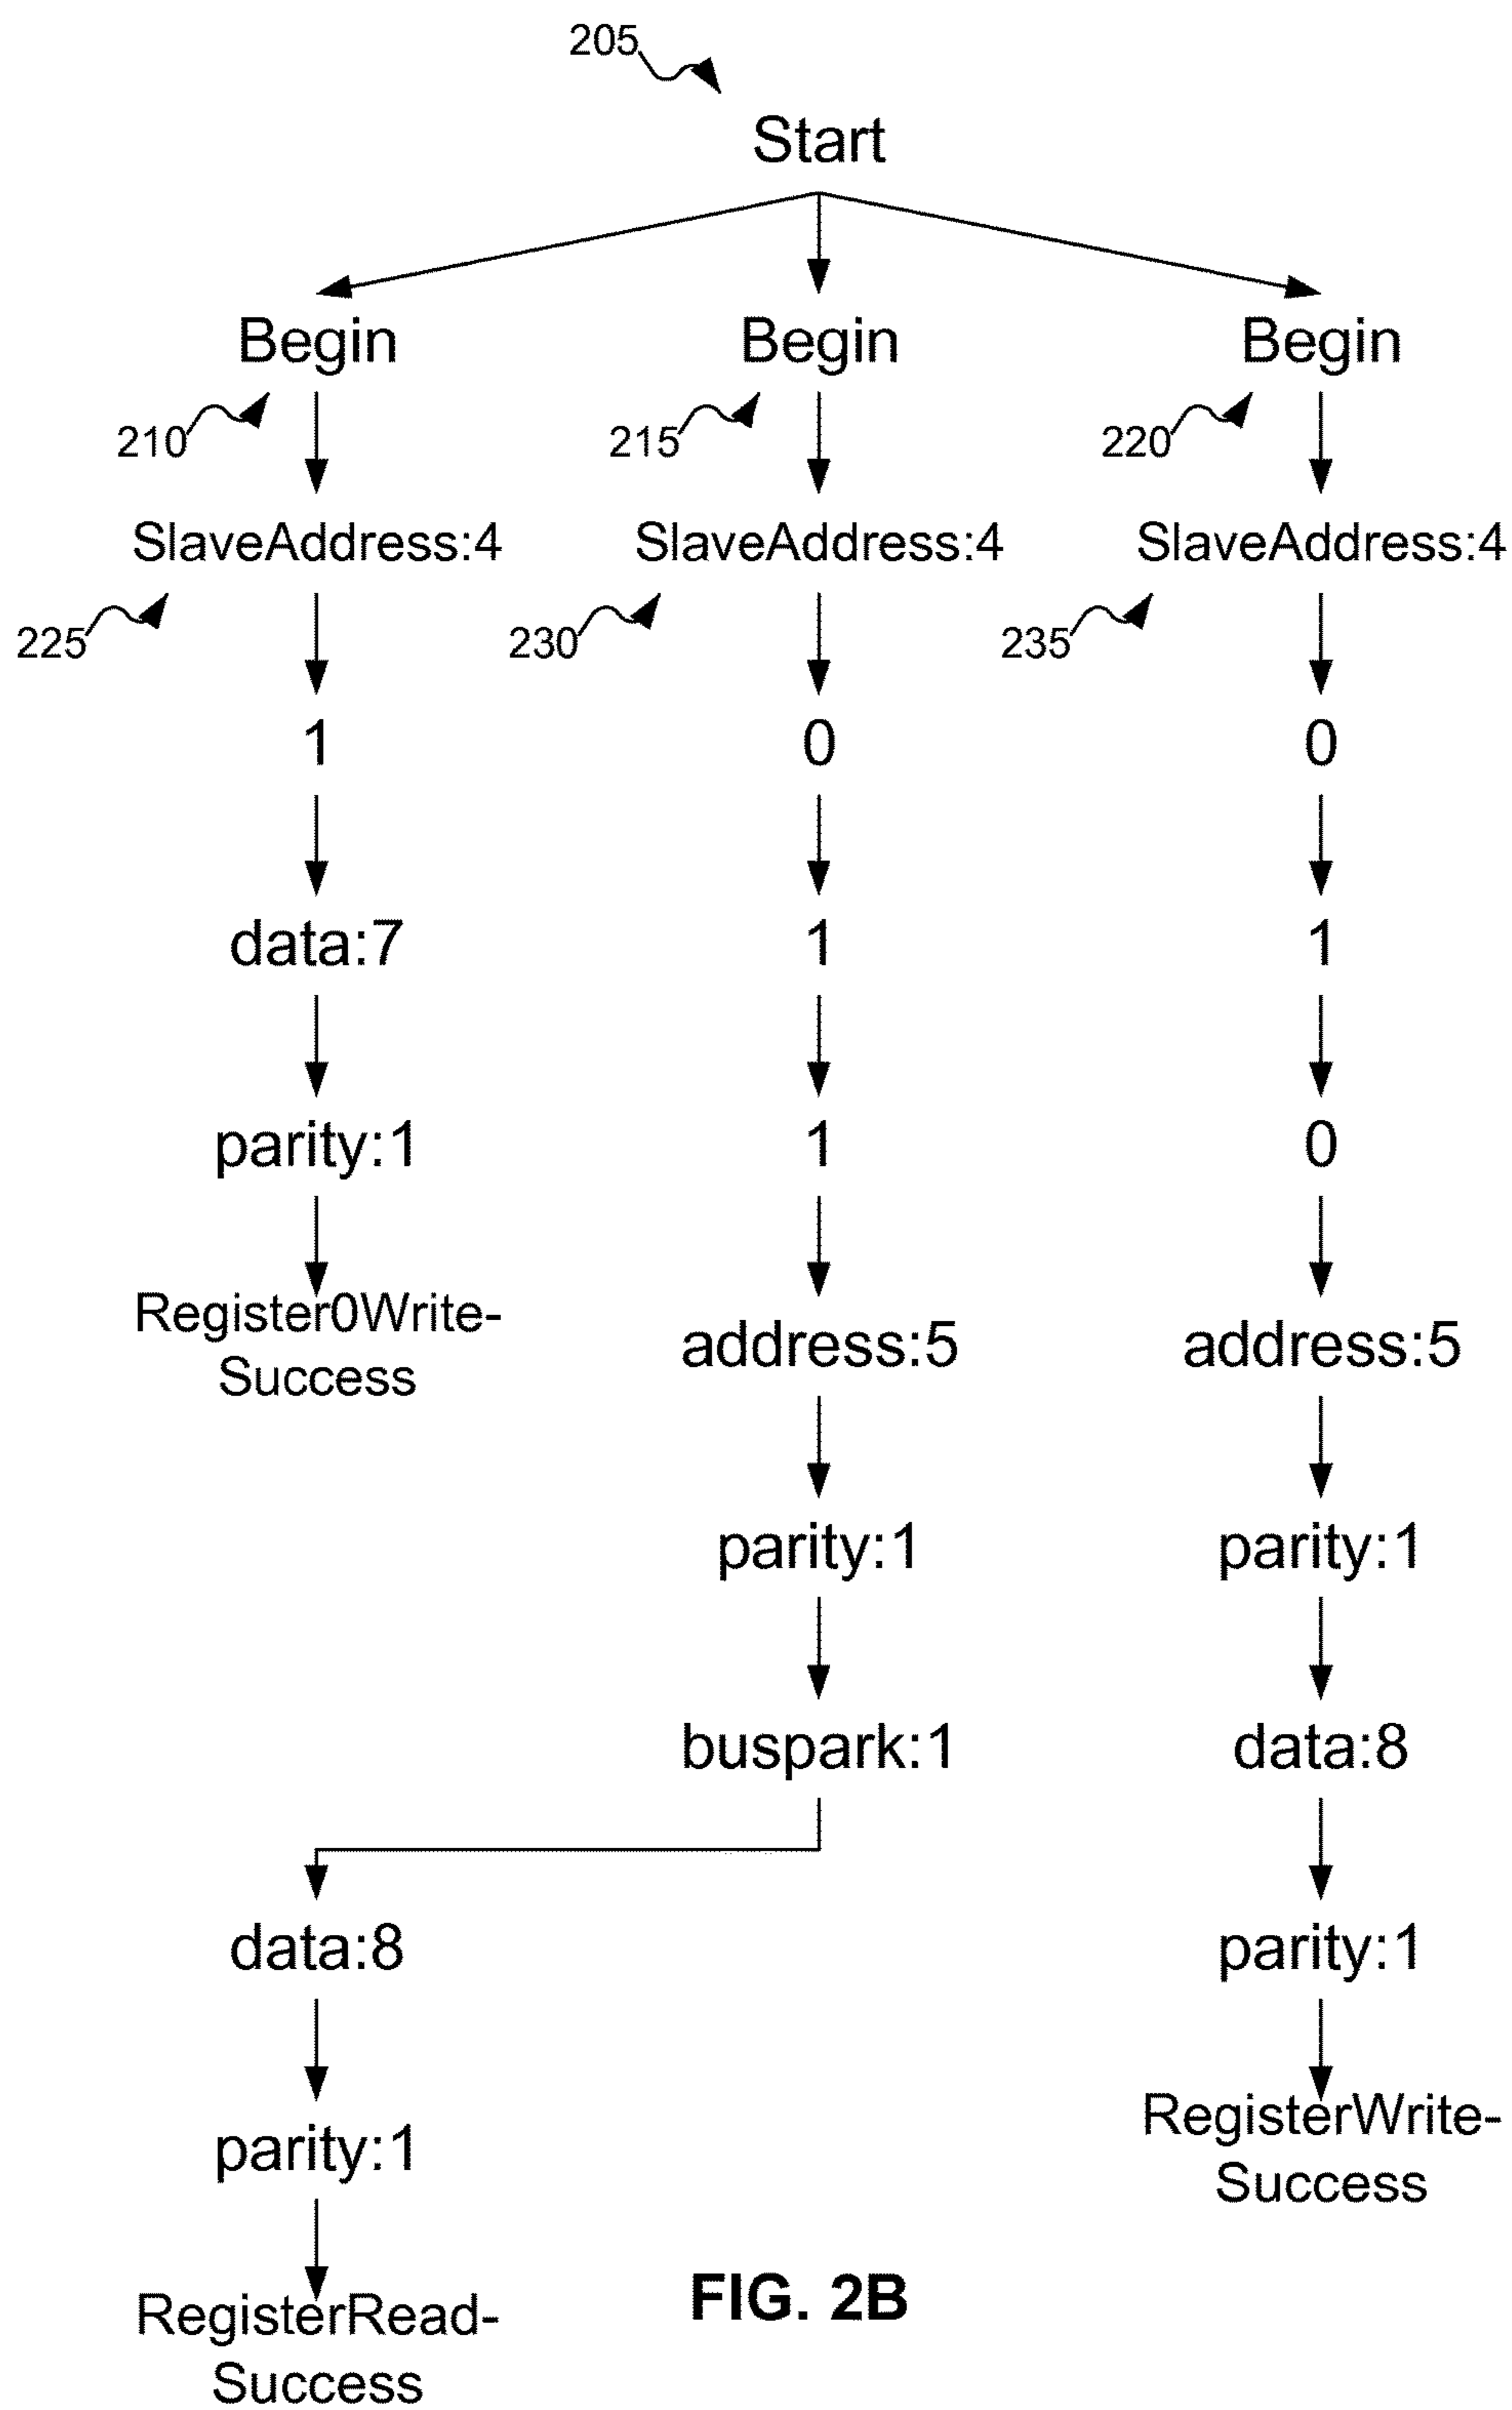 205
Start
Begin Begin Begin
210 215 220
SlaveAddress:4 SlaveAddress:4 SlaveAddress:4
225 230 235
1 0 0
data:7 1 1
parity:1 1 0
Register0Write-
Success
address:5 address:5
parity:1 parity:1
buspark:1 data:8
data:8 parity:1
parity:1
RegisterWrite-
Success
RegisterRead-
Success
FIG. 2B